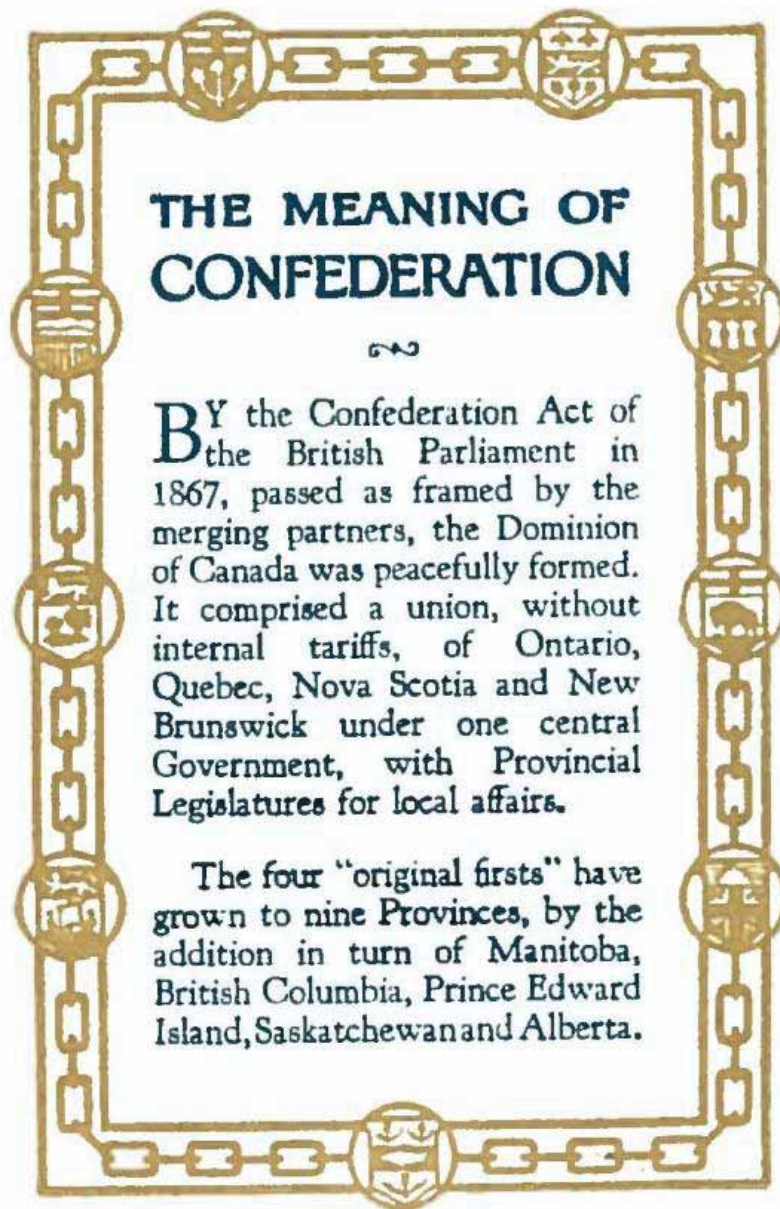 THE MEANING OF
CONFEDERATION
BY the Confederation Act of
the British Parliament in
1867, passed as framed by the
merging partners, the Dominion
of Canada was peacefully formed.
It comprised a union, without
internal tariffs, of Ontario,
Quebec, Nova Scotia and New
Brunswick under one central
Government, with Provincial
Legislatures for local affairs.
The four "original firsts" have
grown to nine Provinces, by the
addition in turn of Manitoba,
British Columbia, Prince Edward
Island, Saskatchewan and Alberta.